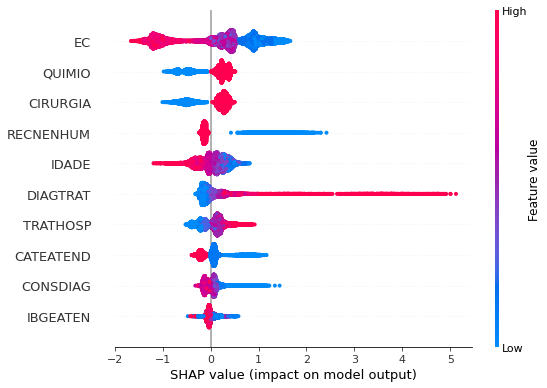 High
EC
QUIMIO
CIRURGIA
RECNENHUM
IDADE
DIAGTRAT
TRATHOSP
CATEATEND
CONSDIAG
IBGEATEN
Feature value
Low
−2 −1 0 1 2 3 4 5
SHAP value (impact on model output)